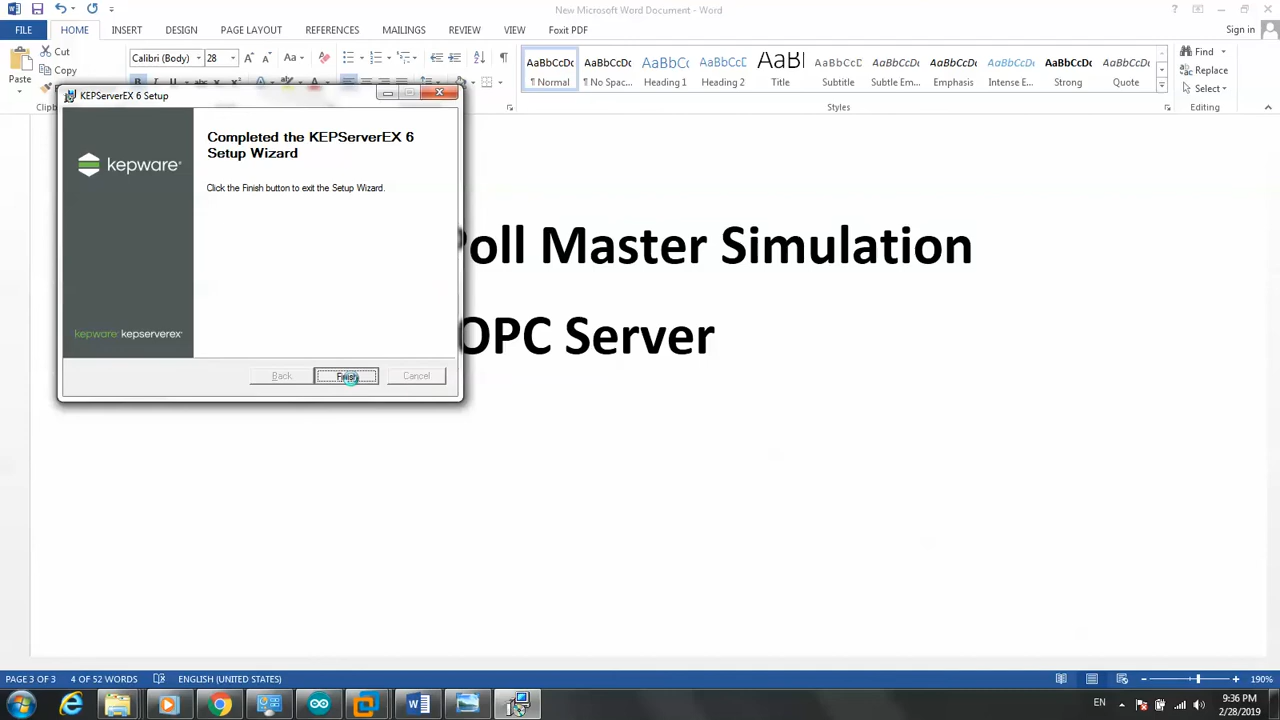 New Microsoft Word Document - Word
FILE HOME INSERT DESIGN PAGE LAYOUT REFERENCES MAILINGS REVIEW VIEW Foxit PDF Sign in
Paste
Cut
Copy
Calibri (Body) 28 Aa
AaBbCcDc AaBbCcDc AaBbCc AaBbCcC AaBI AaBbCcC AaBbCcDc AaBbCcDc AaBbCcDc AaBbCcDc AaBbCcDc
¶ Normal ¶ No Spac... Heading 1 Heading 2 Title Subtitle Subtle Em... Emphasis Intense E... Strong Quote
Find
Replace
Select
Clipb
Styles
Editing
KEPServerEX 6 Setup
kepware
Completed the KEPServerEX 6
Setup Wizard
Click the Finish button to exit the Setup Wizard.
kepware kepserverex
Back Finish Cancel
Poll Master Simulation
OPC Server
PAGE 3 OF 3 4 OF 52 WORDS ENGLISH (UNITED STATES) 190%
EN
9:36 PM
2/28/2019